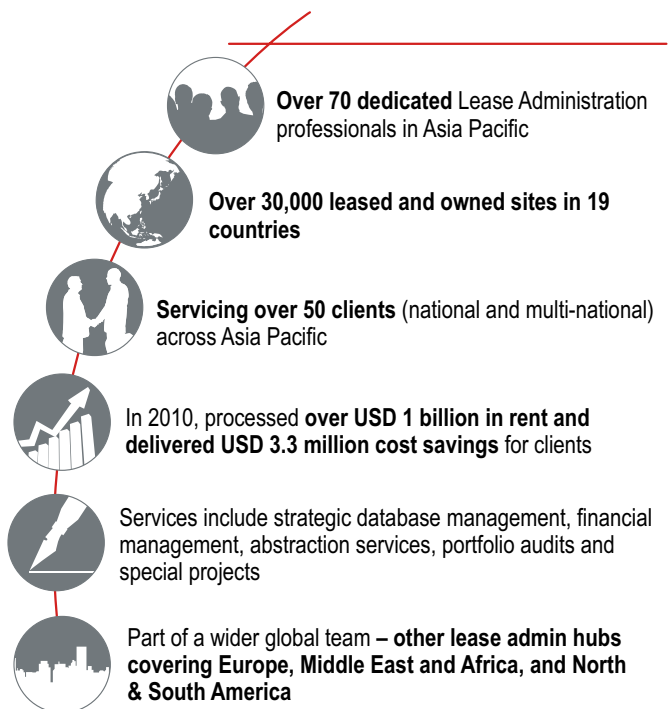 Over 70 dedicated Lease Administration
professionals in Asia Pacific
Over 30,000 leased and owned sites in 19
countries
Servicing over 50 clients (national and multi-national)
across Asia Pacific
In 2010, processed over USD 1 billion in rent and
delivered USD 3.3 million cost savings for clients
Services include strategic database management, financial
management, abstraction services, portfolio audits and
special projects
Part of a wider global team – other lease admin hubs
covering Europe, Middle East and Africa, and North
& South America